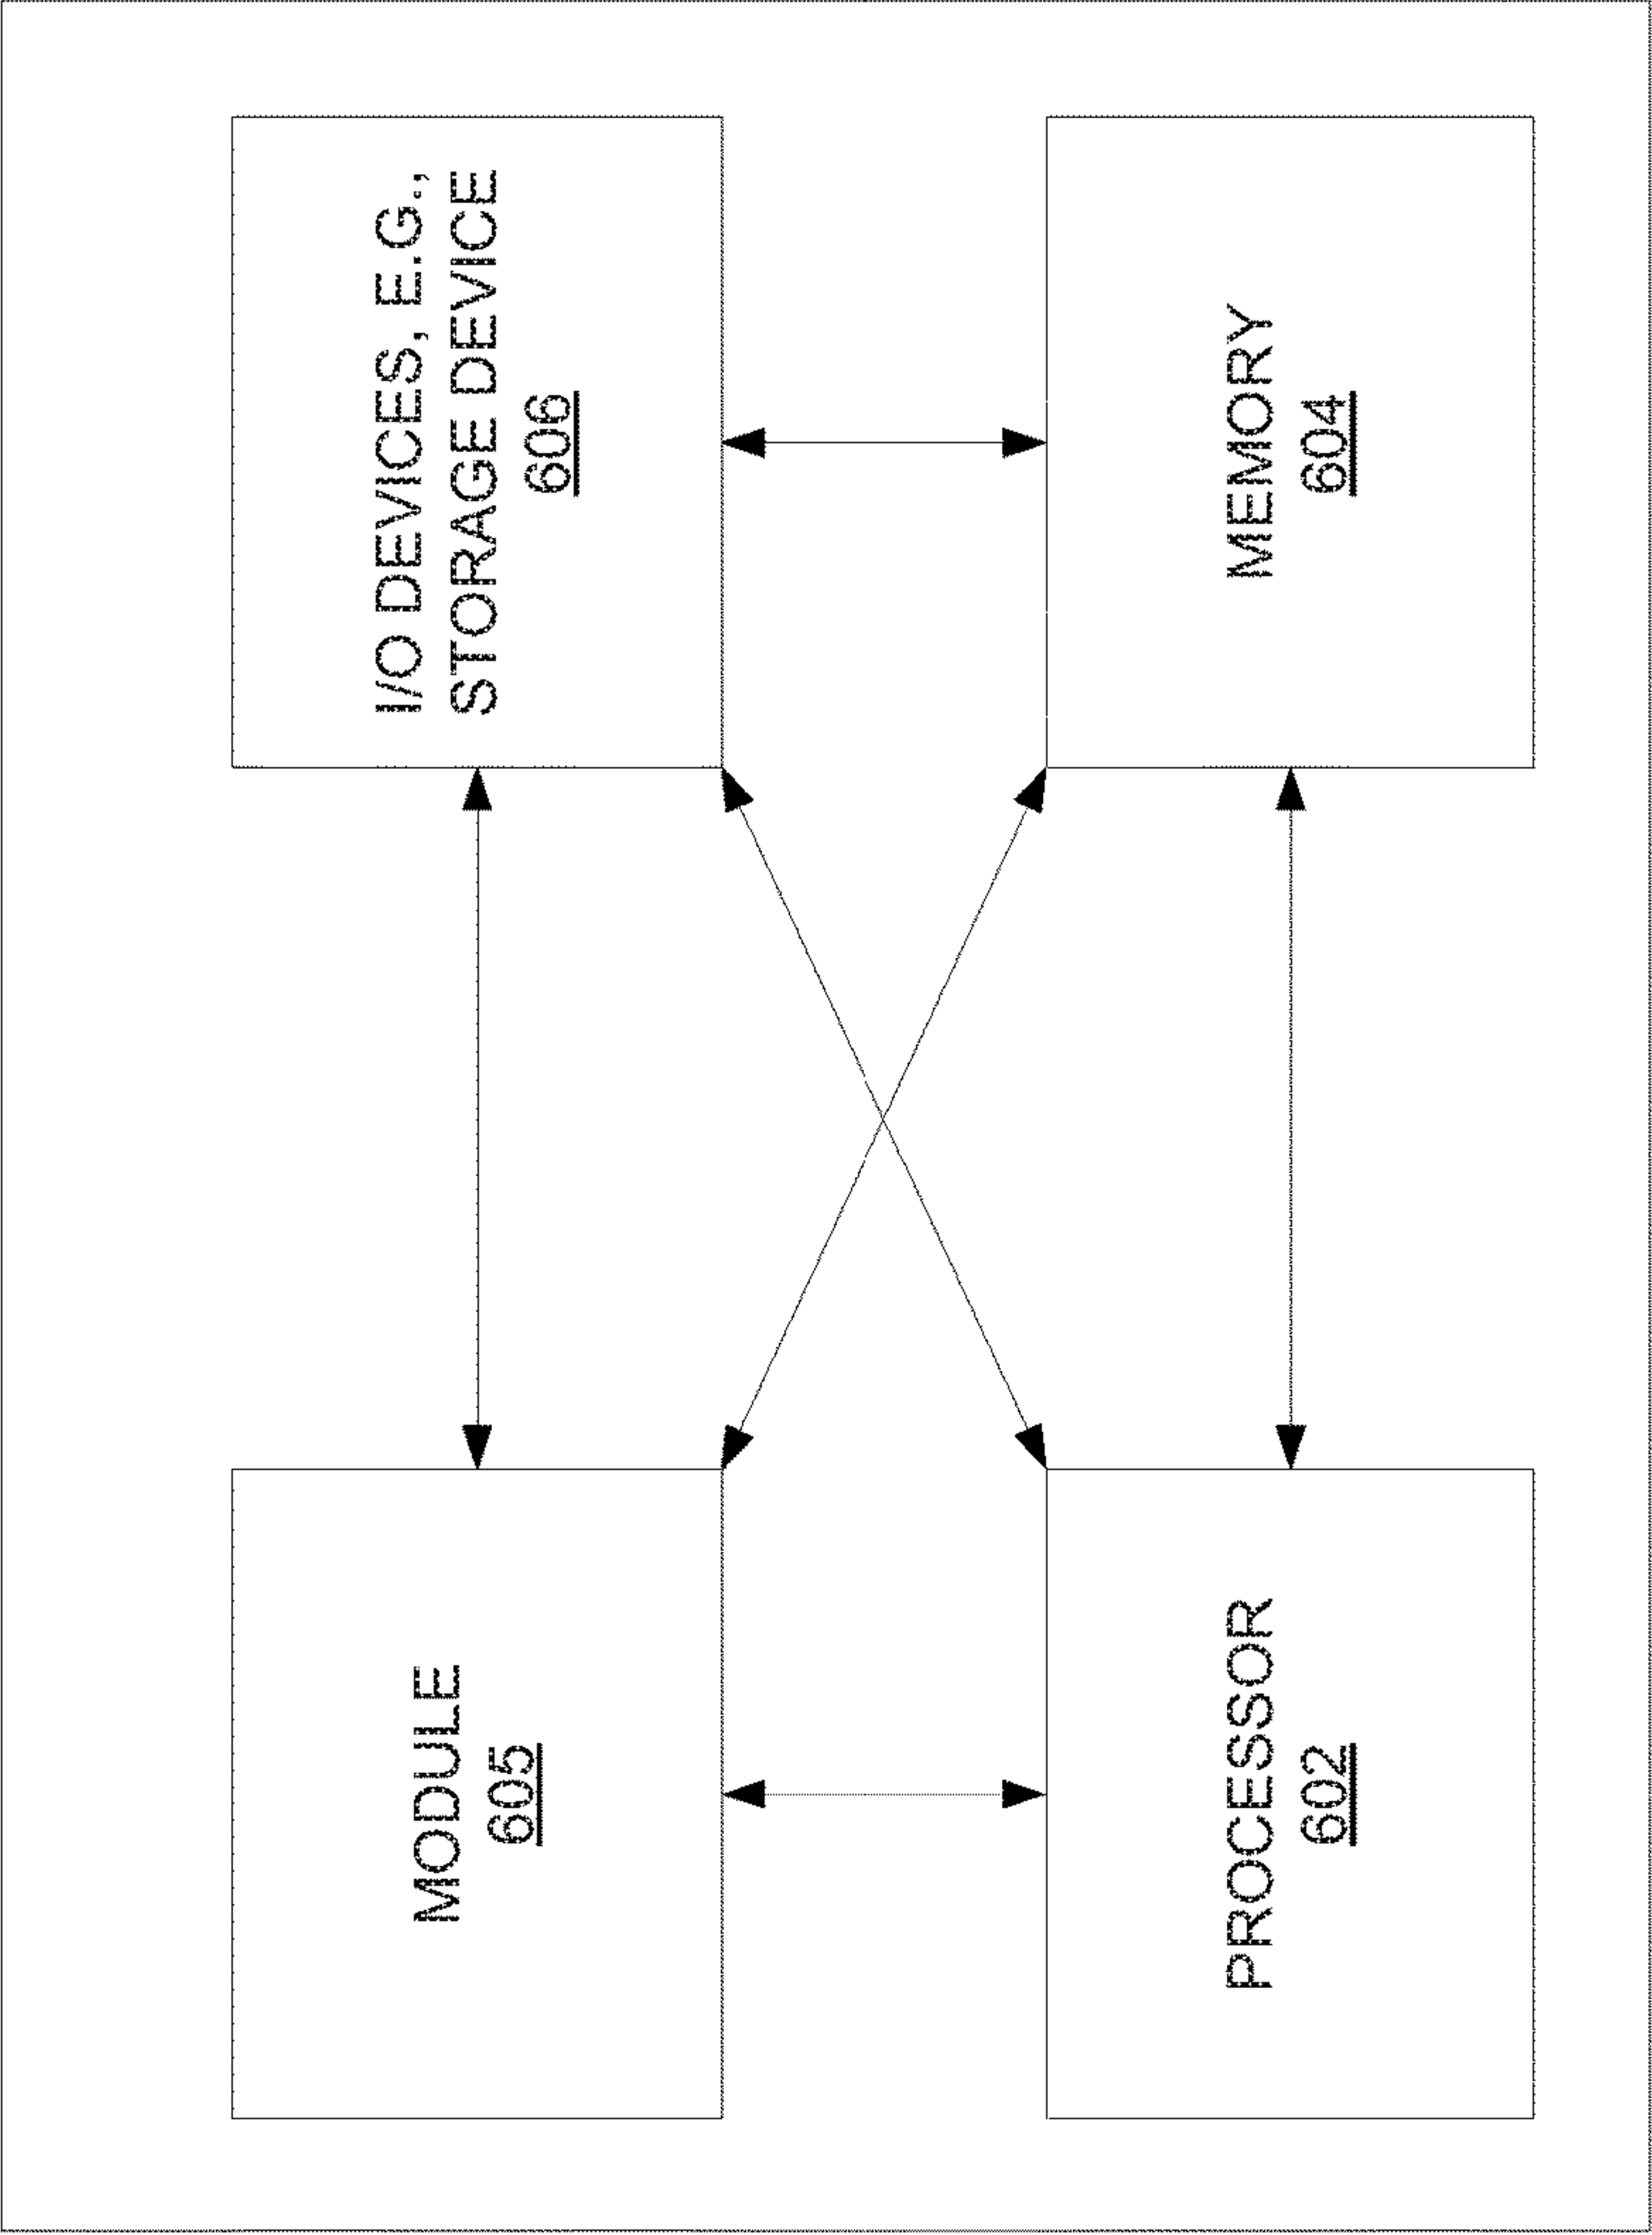 MODULE
605
I/O DEVICES, E.G.,
STORAGE DEVICE
606
PROCESSOR
602
MEMORY
604